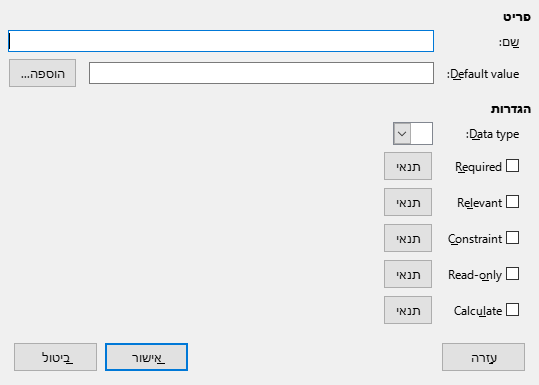 פריט
שם:
Default value: הוספה...
הגדרות
Data type:
Required תנאי
Relevant תנאי
Constraint תנאי
Read-only תנאי
Calculate תנאי
עזרה אישור ביטול